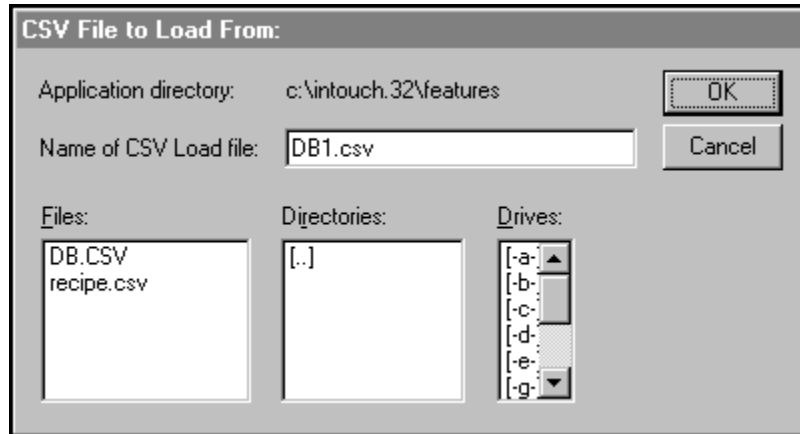 CSV File to Load From:
Application directory: c:\intouch.32\features
OK
Name of CSV Load file: DB1.csv
Cancel
Files: Directories: Drives:
DB.CSV [..] [-a-]
recipe.csv [-b-]
[-c-]
[-d-]
[-e-]
[-g-]